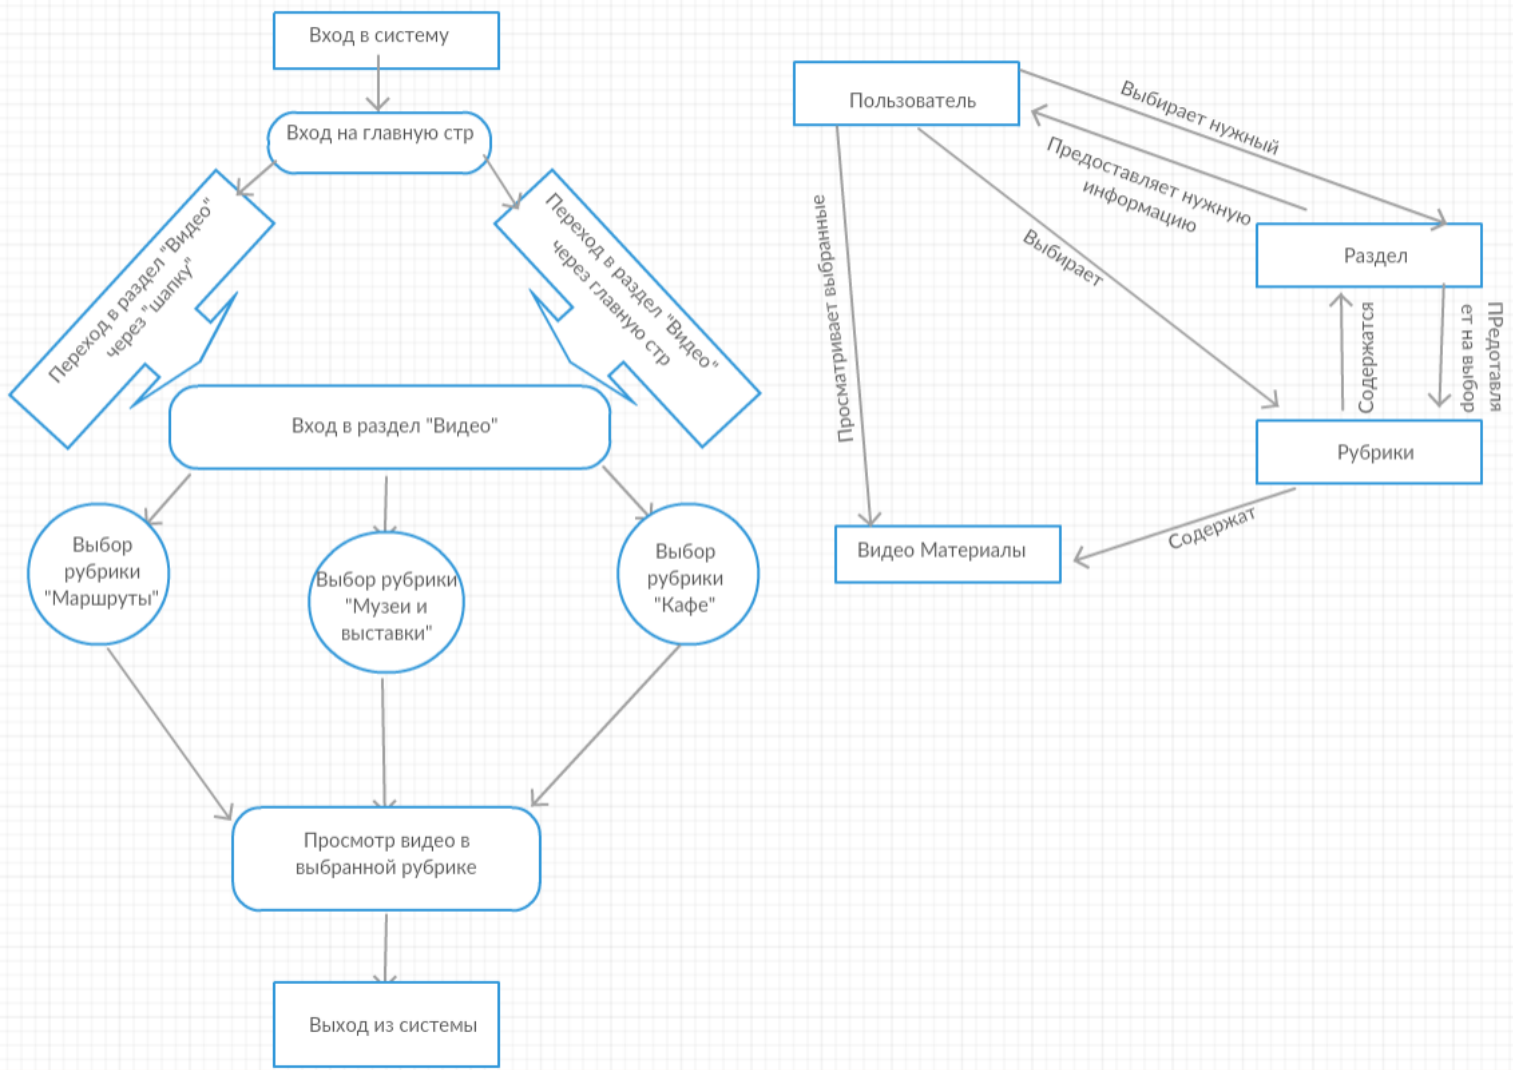 Вход в систему
Вход на главную стр
Переход в раздел "Видео"
через "шапку"
Переход в раздел "Видео"
через главную стр
Вход в раздел "Видео"
Выбор
рубрики
"Маршруты"
Выбор рубрики
"Музеи и
выставки"
Выбор
рубрики
"Кафе"
Просмотр видео в
выбранной рубрике
Выход из системы
Пользователь
Выбирает нужный
Предоставляет нужную
информацию
Выбирает
Просматривает выбранные
Раздел
Содержатся
ПРедотавля
ет на выбор
Рубрики
Содержат
Видео Материалы